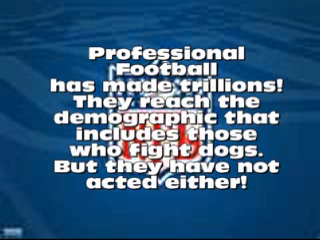 Professional
Football
has made trillions!
They reach the
demographic that
includes those
who fight dogs.
But they have not
acted either!